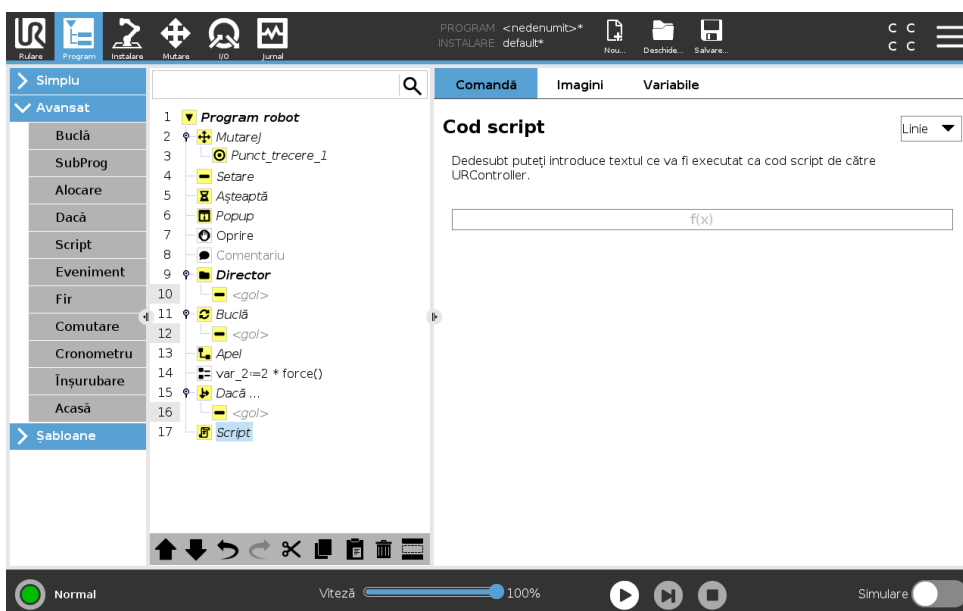 UR
Rulare
Program
Instalare
Mutare
I/O
Jurnal
PROGRAM <nedenumit>*
INSTALARE default*
Nou...
Deschide...
Salvare...
C C
C C
Simplu
Avansat
Buclă
SubProg
Alocare
Dacă
Script
Eveniment
Fir
Comutare
Cronometru
Înșurubare
Acasă
Șabloane
1 Program robot
2 MutareJ
3 Punct_trecere_1
4 Setare
5 Așteaptă
6 Popup
7 Oprire
8 Comentariu
9 Director
10 <gol>
11 Buclă
12 <gol>
13 Apel
14 var_2≔2 * force()
15 Dacă ...
16 <gol>
17 Script
Comandă Imagini Variabile
Cod script
Linie
Dedesubt puteți introduce textul ce va fi executat ca cod script de către
URController.
f(x)
Normal
Viteză 100%
Simulare